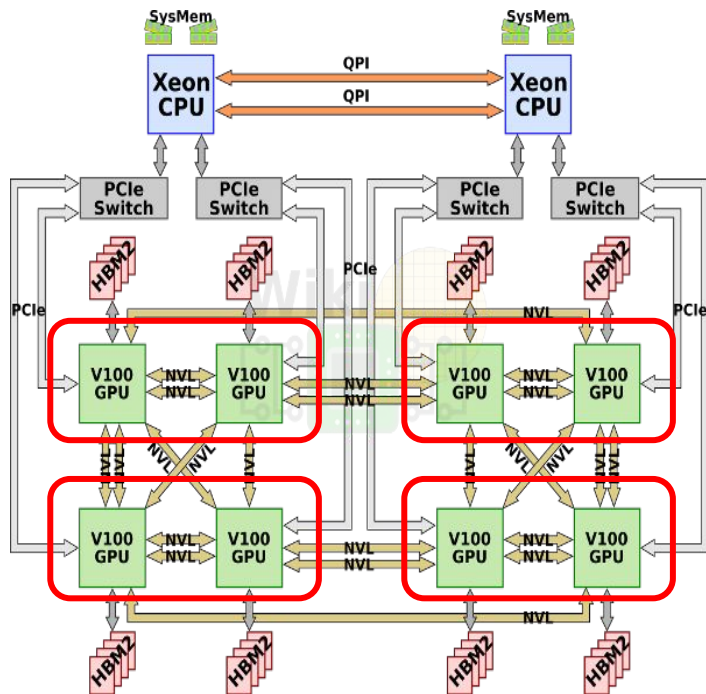 SysMem
SysMem
Xeon
CPU
QPI
QPI
Xeon
CPU
PCIe
Switch
PCIe
Switch
PCIe
Switch
PCIe
Switch
HBM2
HBM2
HBM2
HBM2
PCIe
PCIe
PCIe
Wiki
NVL
V100
GPU
NVL
NVL
V100
GPU
NVL
NVL
V100
GPU
NVL
NVL
V100
GPU
NVL
NVL
NVL
NVL
NVL
NVL
NVL
NVL
NVL
NVL
V100
GPU
NVL
NVL
V100
GPU
NVL
NVL
V100
GPU
NVL
NVL
V100
GPU
NVL
HBM2
HBM2
HBM2
HBM2